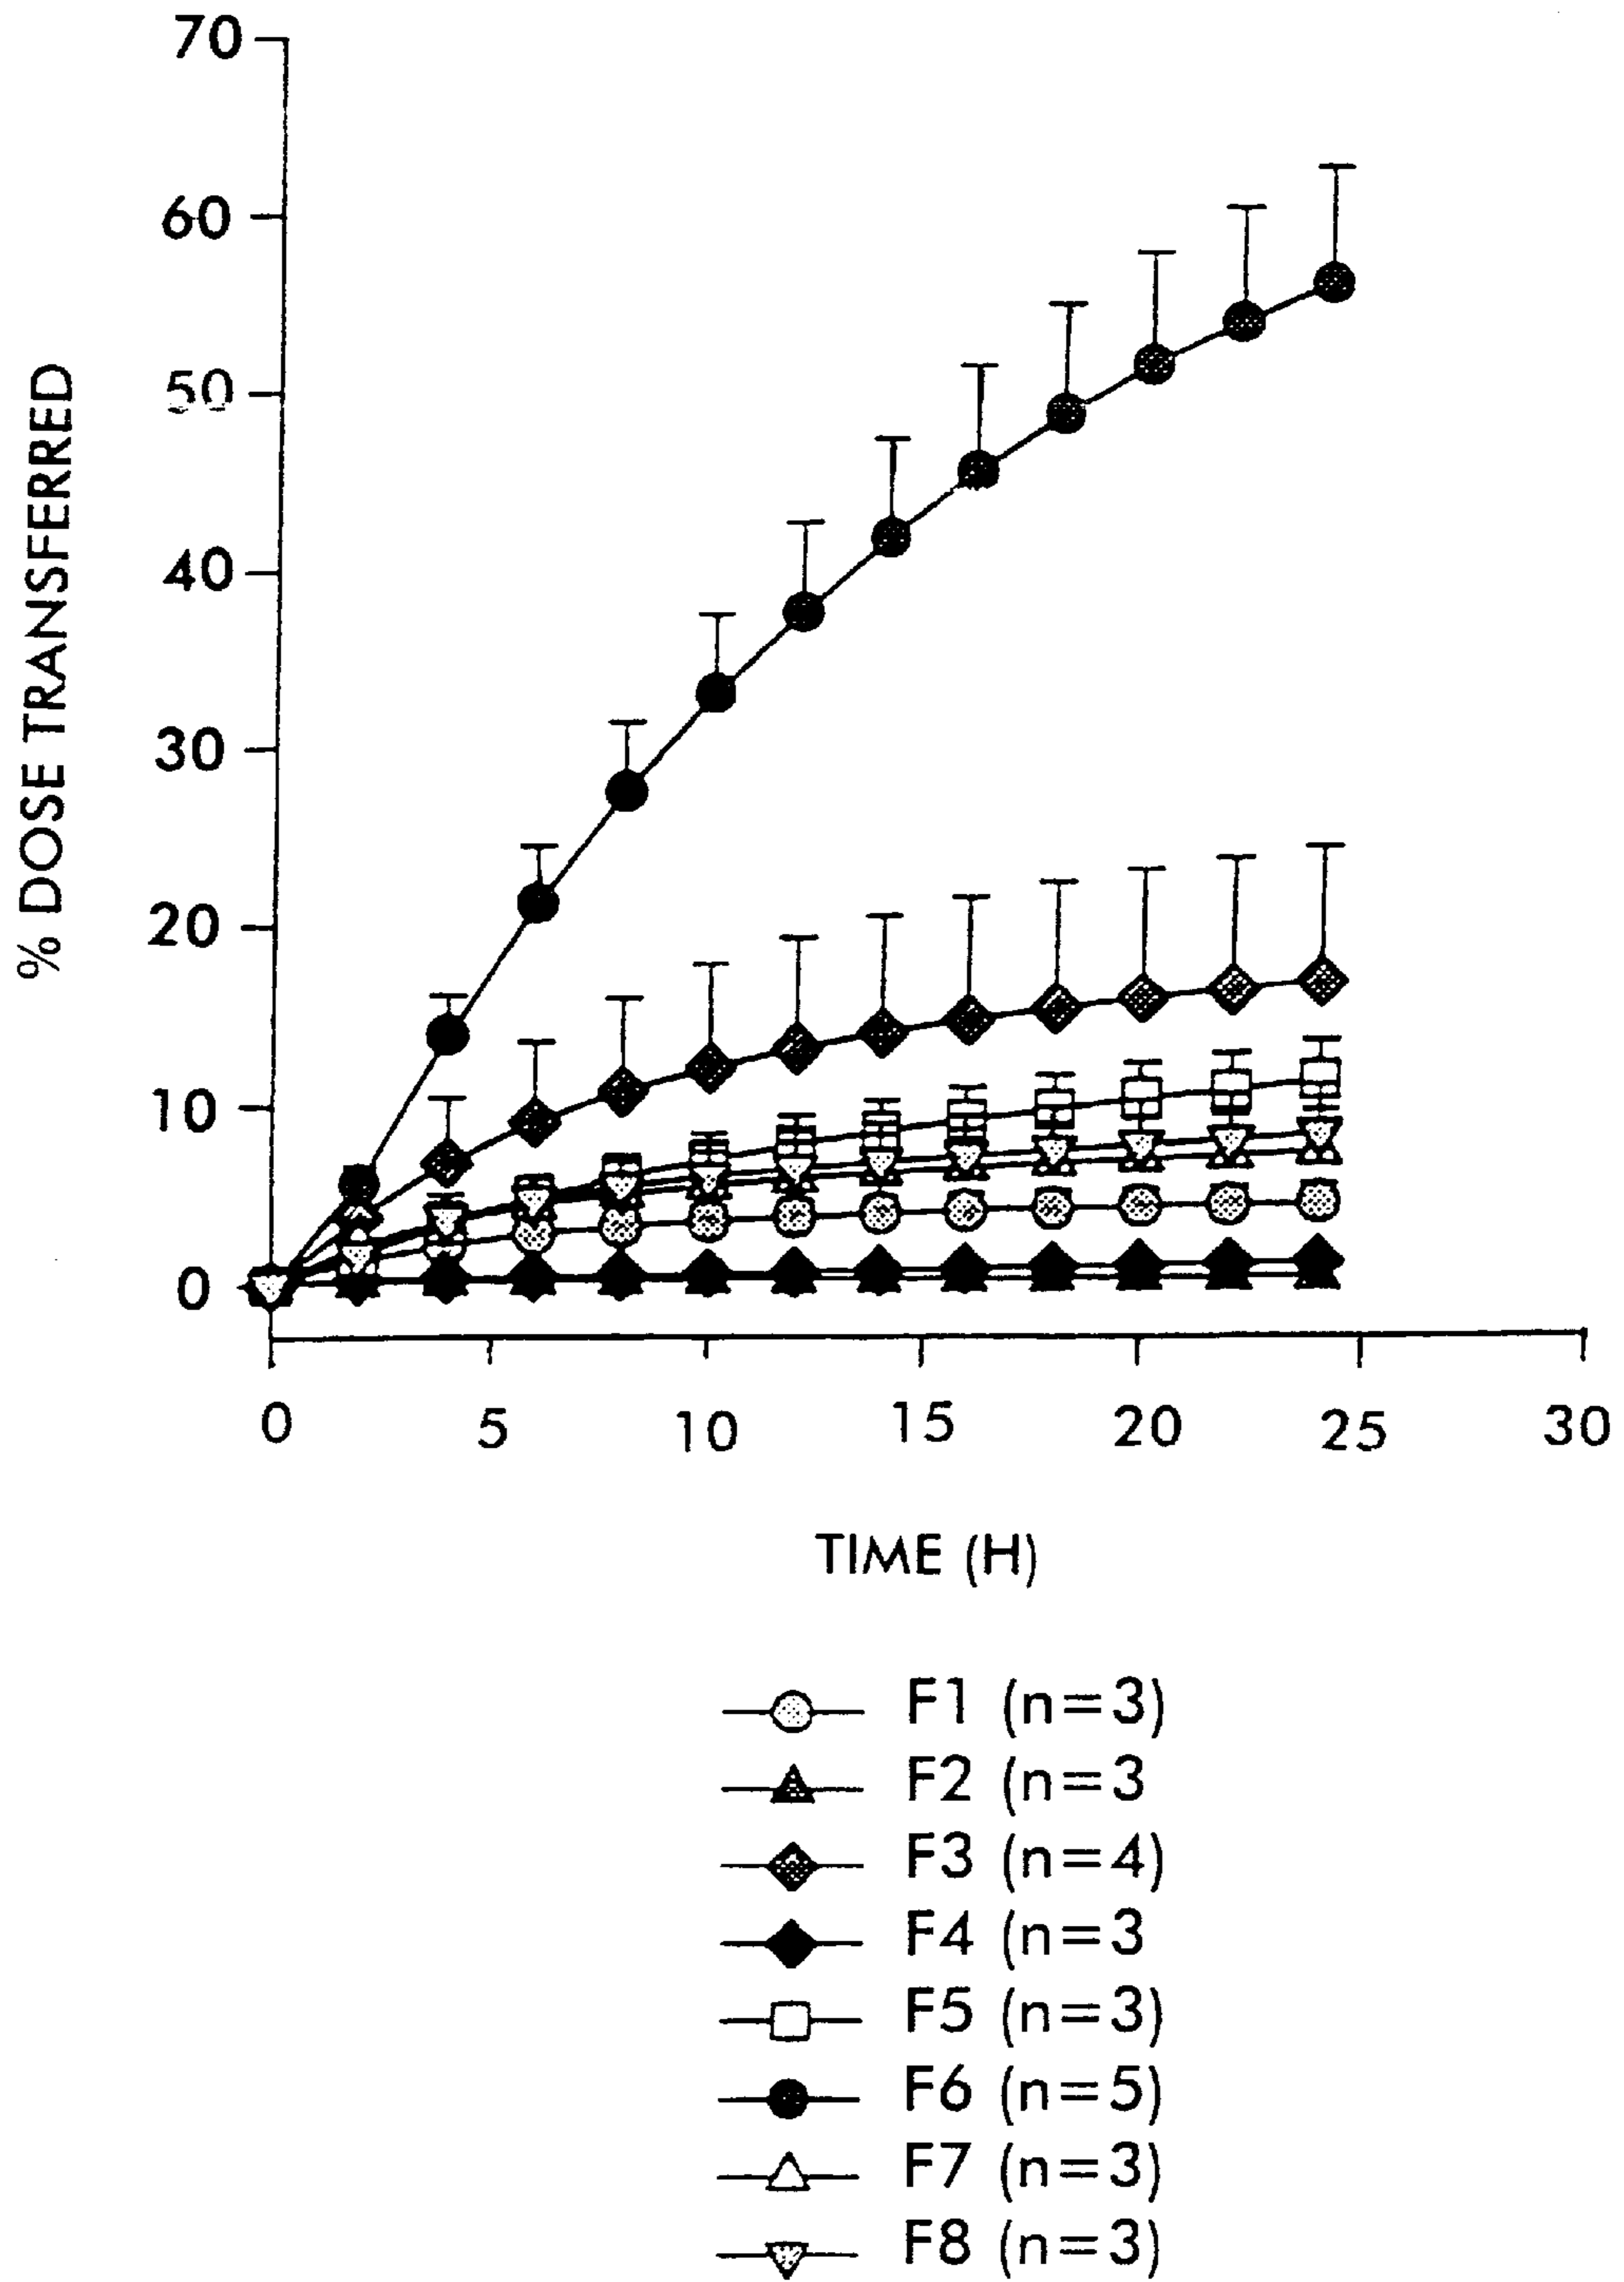 % DOSE TRANSFERRED
70
60
50
40
30
20
10
0
0 5 10 15 20 25 30
TIME (H)
F1 (n=3)
F2 (n=3
F3 (n=4)
F4 (n=3
F5 (n=3)
F6 (n=5)
F7 (n=3)
F8 (n=3)